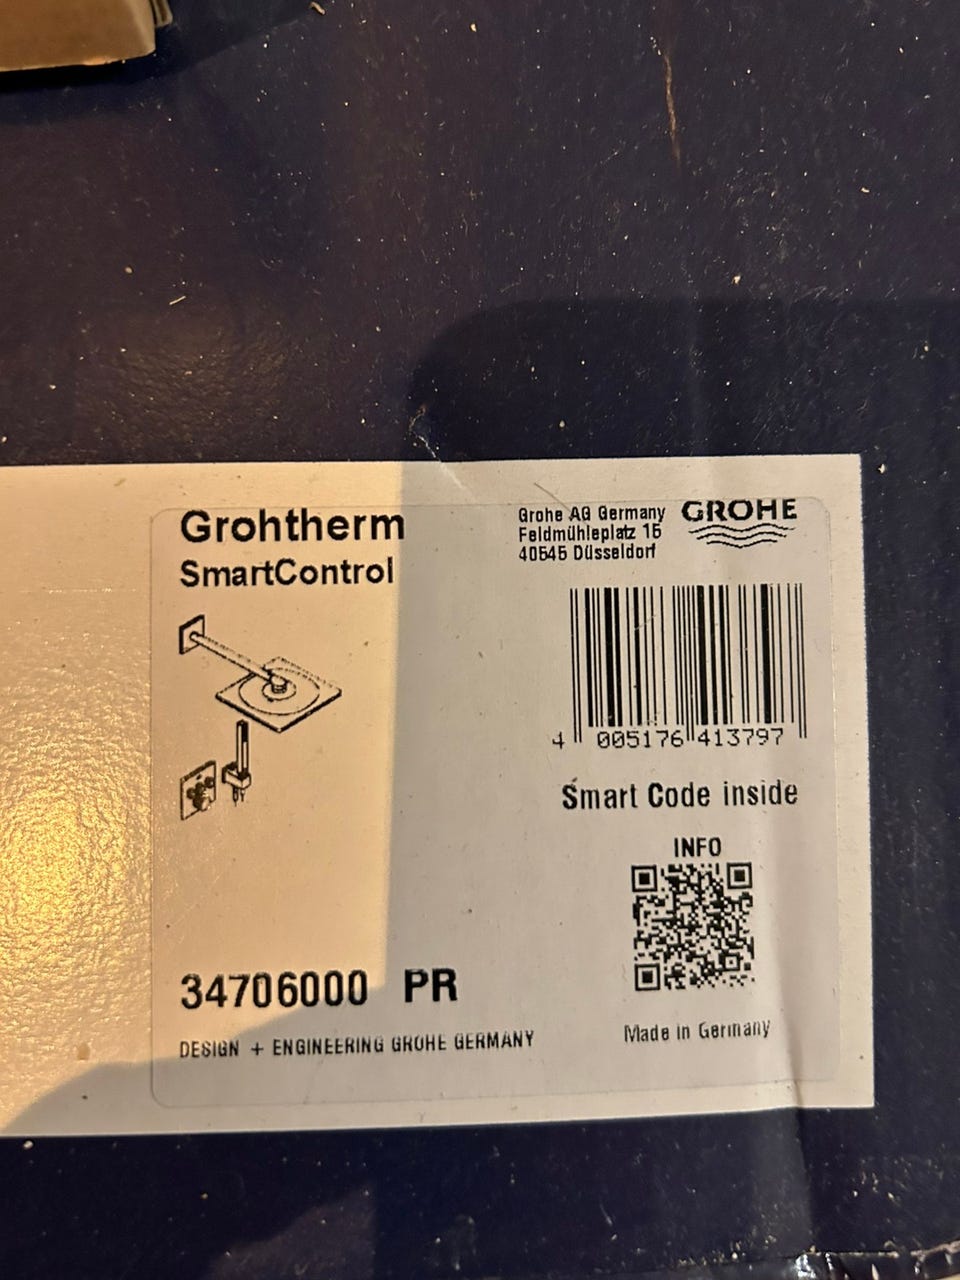 Grohtherm
SmartControl
Grohe AG Germany
Feldmühleplatz 15
40545 Düsseldorf
GROHE
4 005176 413797
Smart Code inside
INFO
34706000 PR
DESIGN + ENGINEERING GROHE GERMANY
Made in Germany